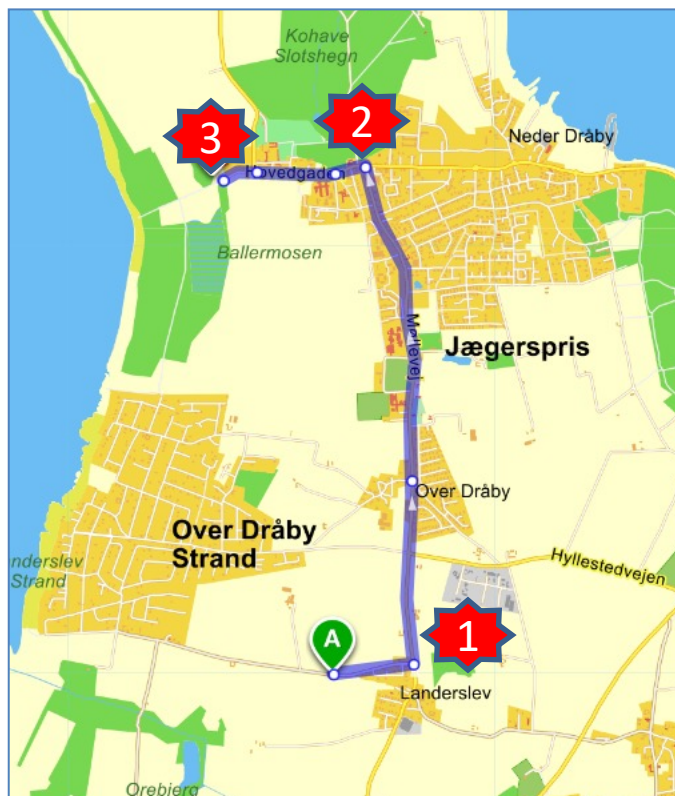 Kohave
Slotshegn
3
2
Neder Dråby
Hovedgaden
Ballermosen
Møllevej
Jægerspris
Over Dråby
Over Dråby
Strand
Hyllestedvejen
nderslev
Strand
A
1
Landerslev
Orebjerg